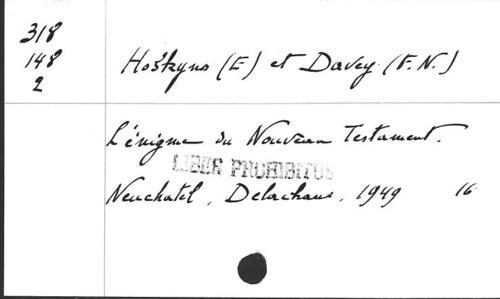 318
148
2
Hoskyns (E) et Davey (F.N.)
L'énigme du Nouveau Testament.
LIBER PROHIBITUS
Neuchatel, Delachaux, 1949 16